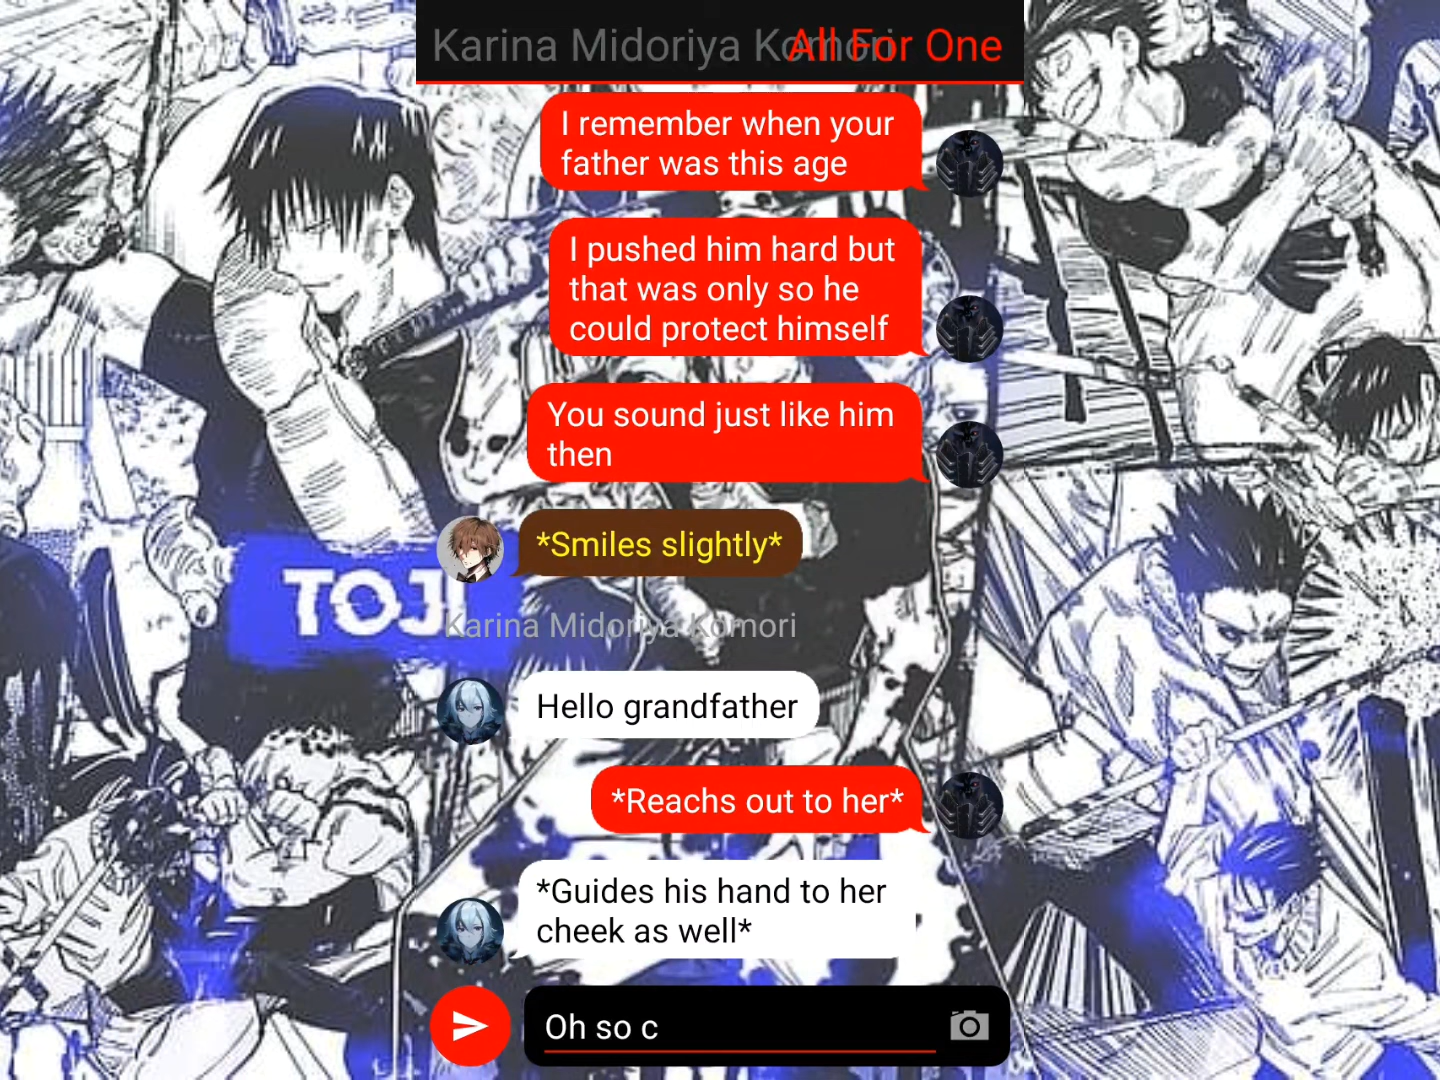 Karina Midoriya Komori
All For One
I remember when your
father was this age
I pushed him hard but
that was only so he
could protect himself
You sound just like him
then
*Smiles slightly*
TOJI
Karina Midoriya Komori
Hello grandfather
*Reachs out to her*
*Guides his hand to her
cheek as well*
Oh so c